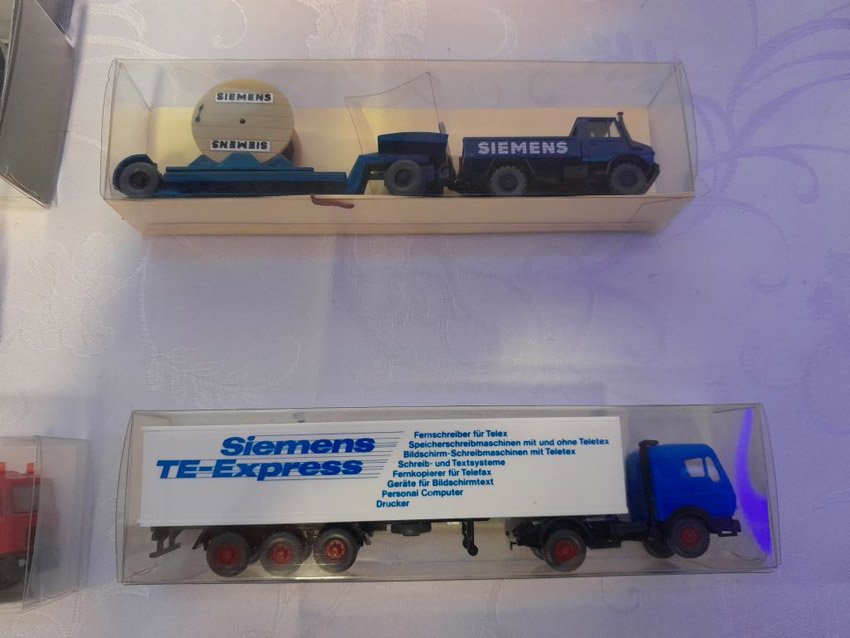 SIEMENS
SIEMENS
SIEMENS
Siemens
TE-Express
Fernschreiber für Telex
Speicherschreibmaschinen mit und ohne Teletex
Bildschirm-Schreibmaschinen mit Teletex
Schreib- und Textsysteme
Fernkopierer für Telefax
Geräte für Bildschirmtext
Personal Computer
Drucker